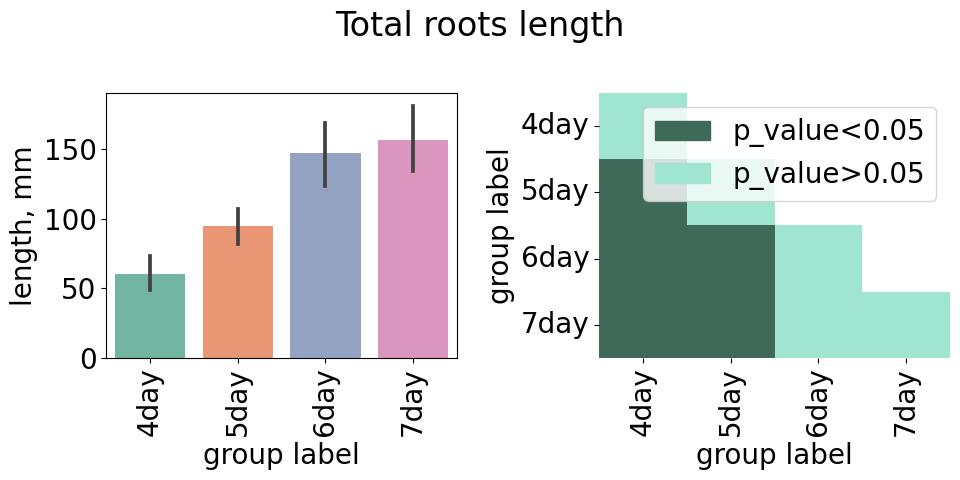 Total roots length
length, mm
150
100
50
0
4day
5day
6day
7day
group label
group label
4day
5day
6day
7day
p_value<0.05
p_value>0.05
4day
5day
6day
7day
group label